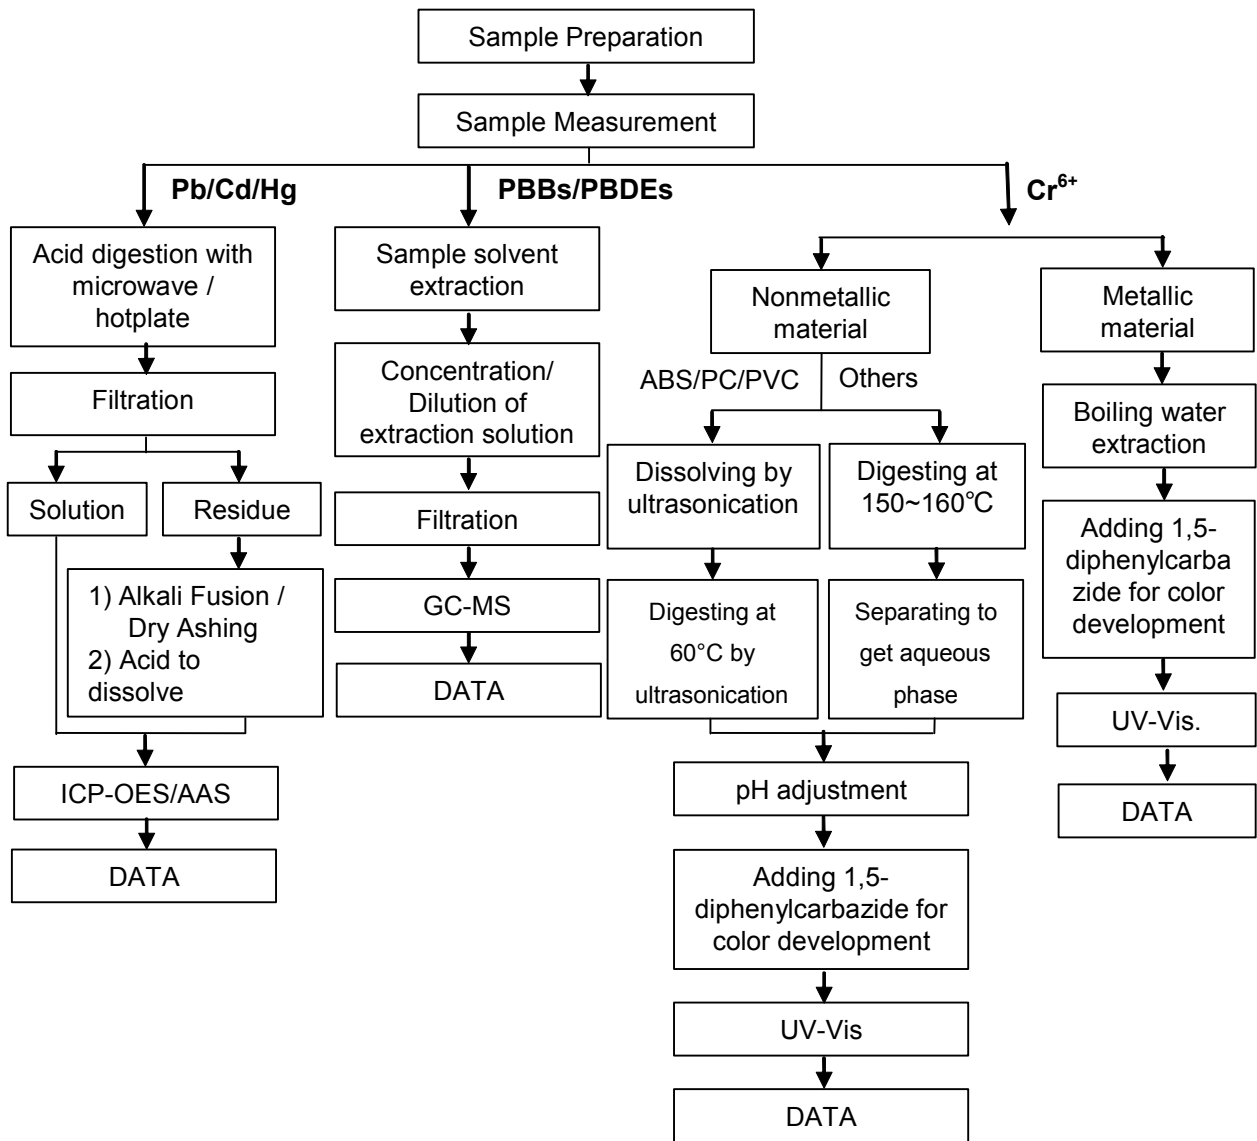 Sample Preparation
Sample Measurement
Pb/Cd/Hg
PBBs/PBDEs
Cr⁶⁺
Acid digestion with
microwave /
hotplate
Filtration
Solution
Residue
1) Alkali Fusion /
Dry Ashing
2) Acid to
dissolve
ICP-OES/AAS
DATA
Sample solvent
extraction
Concentration/
Dilution of
extraction solution
Filtration
GC-MS
DATA
Nonmetallic
material
ABS/PC/PVC
Others
Dissolving by
ultrasonication
Digesting at
60°C by
ultrasonication
Digesting at
150~160℃
Separating to
get aqueous
phase
pH adjustment
Adding 1,5-
diphenylcarbazide for
color development
UV-Vis
DATA
Metallic
material
Boiling water
extraction
Adding 1,5-
diphenylcarba
zide for color
development
UV-Vis.
DATA